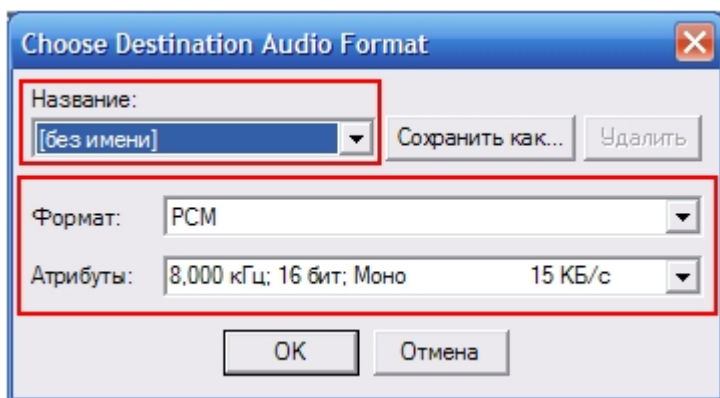 Choose Destination Audio Format
Название:
[без имени] Сохранить как... Удалить
Формат: PCM
Атрибуты: 8,000 кГц; 16 бит; Моно 15 КБ/с
OK Отмена